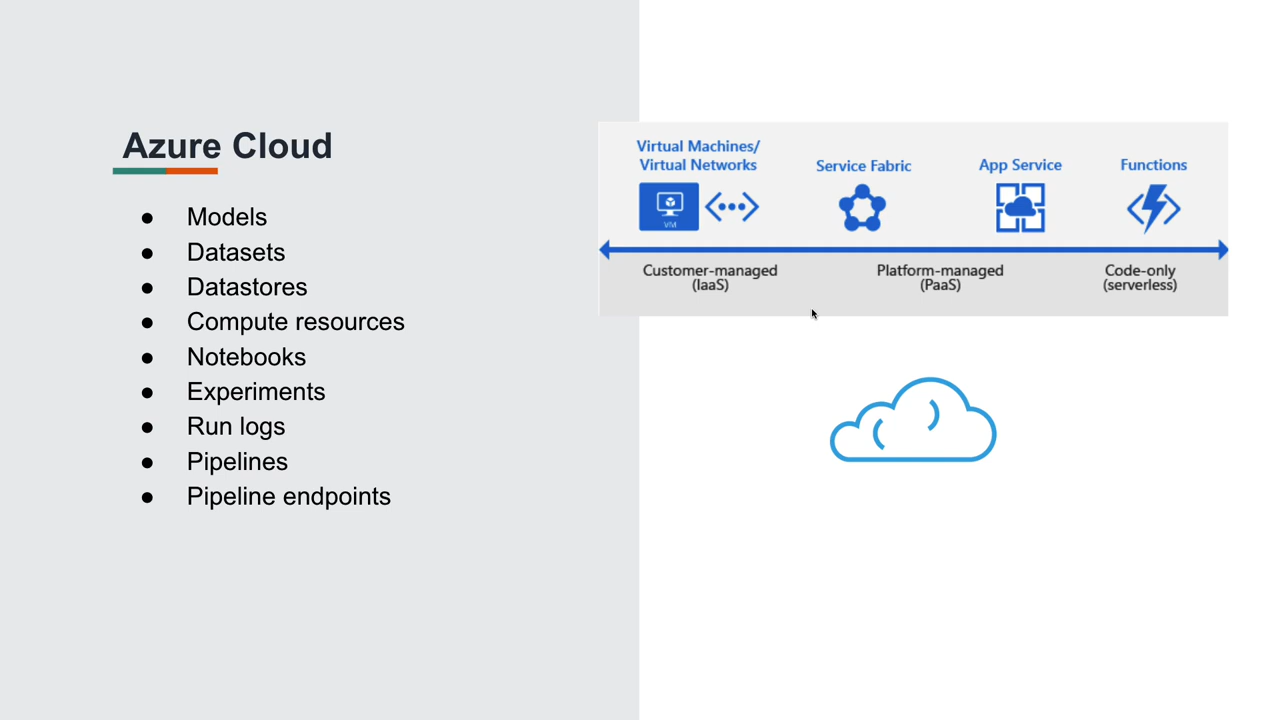 Azure Cloud
● Models
● Datasets
● Datastores
● Compute resources
● Notebooks
● Experiments
● Run logs
● Pipelines
● Pipeline endpoints
Virtual Machines/
Virtual Networks
Service Fabric
App Service
Functions
VM
Customer-managed
(IaaS)
Platform-managed
(PaaS)
Code-only
(serverless)